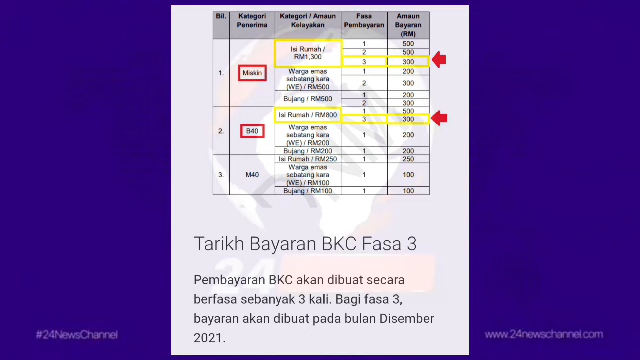 Bil. Kategori Penerima Kategori / Amaun Kelayakan Fasa Pembayaran Amaun Bayaran (RM)
1. Miskin Isi Rumah / RM1,300 1 500
2 500
3 300
Warga emas sebatang kara (WE) / RM500 1 200
2 300
Bujang / RM500 1 200
2 300
2. B40 Isi Rumah / RM800 1 500
3 300
Warga emas sebatang kara (WE) / RM200 1 200
Bujang / RM200 1 200
3. M40 Isi Rumah / RM250 1 250
Warga emas sebatang kara (WE) / RM100 1 100
Bujang / RM100 1 100
Tarikh Bayaran BKC Fasa 3
Pembayaran BKC akan dibuat secara
berfasa sebanyak 3 kali. Bagi fasa 3,
bayaran akan dibuat pada bulan Disember
2021.
#24NewsChannel
www.24newschannel.com